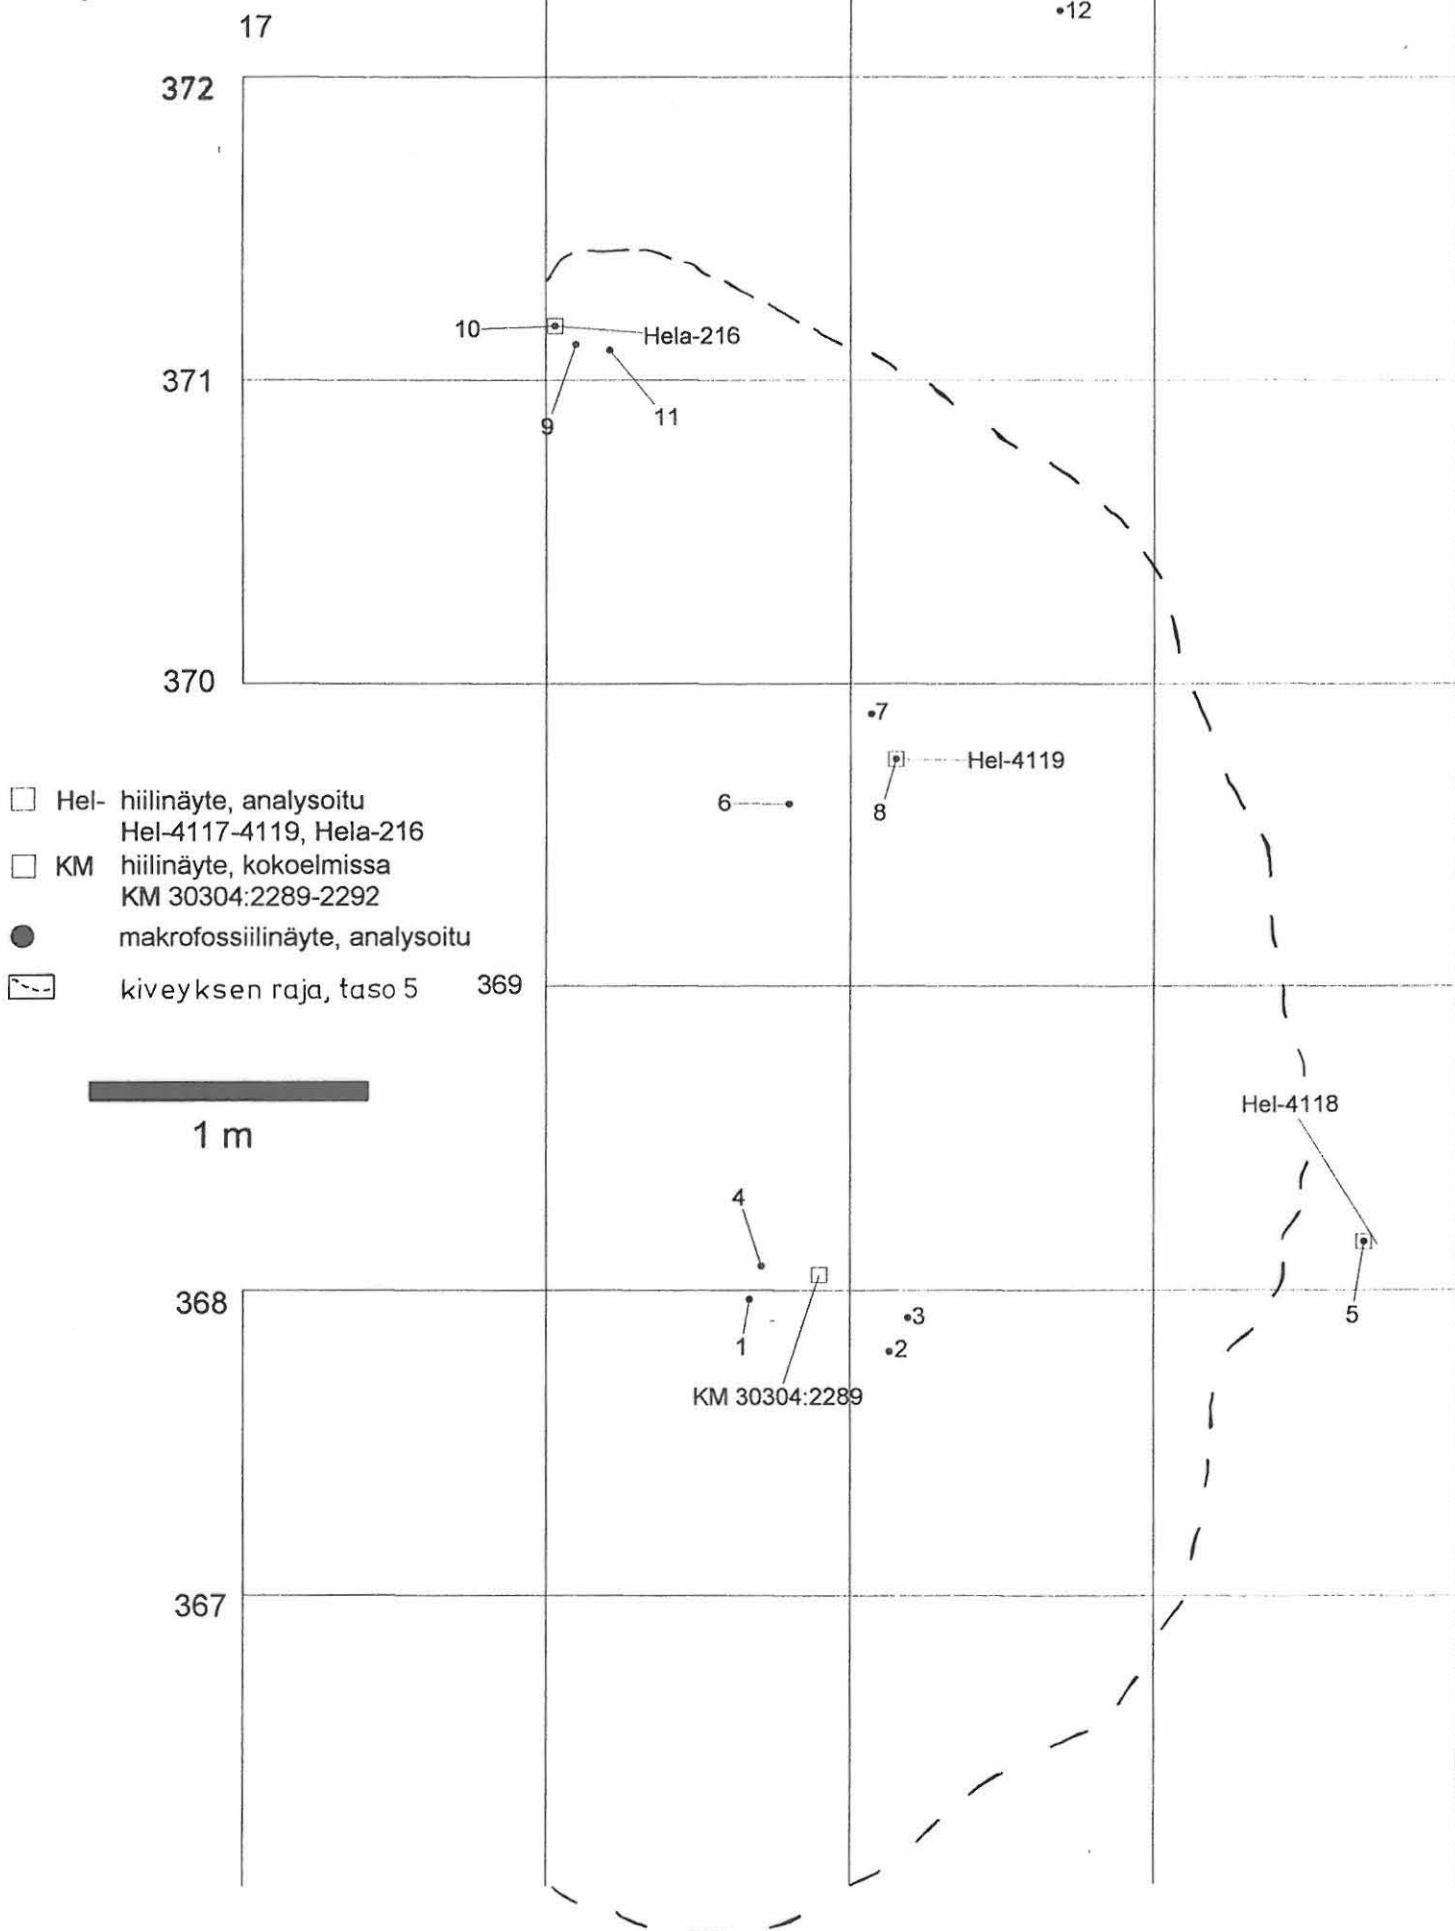 12
17
372
10
Hela-216
371
9
11
370
7
Hel-4119
6
8
Hel- hiilinäyte, analysoitu
Hel-4117-4119, Hela-216
KM hiilinäyte, kokoelmissa
KM 30304:2289-2292
makrofossiilinäyte, analysoitu
kiveyksen raja, taso 5
369
1 m
Hel-4118
4
368
3
5
1
2
KM 30304:2289
367